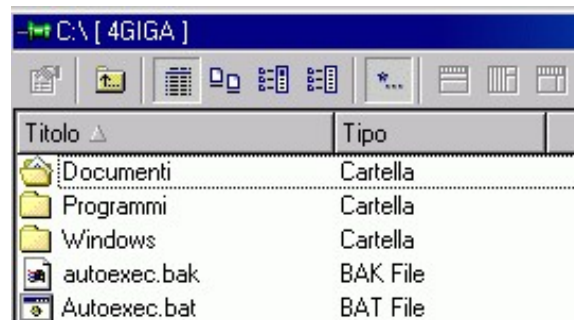 C:\ [ 4GIGA ]
*...
Titolo Tipo
Documenti Cartella
Programmi Cartella
Windows Cartella
autoexec.bak BAK File
Autoexec.bat BAT File